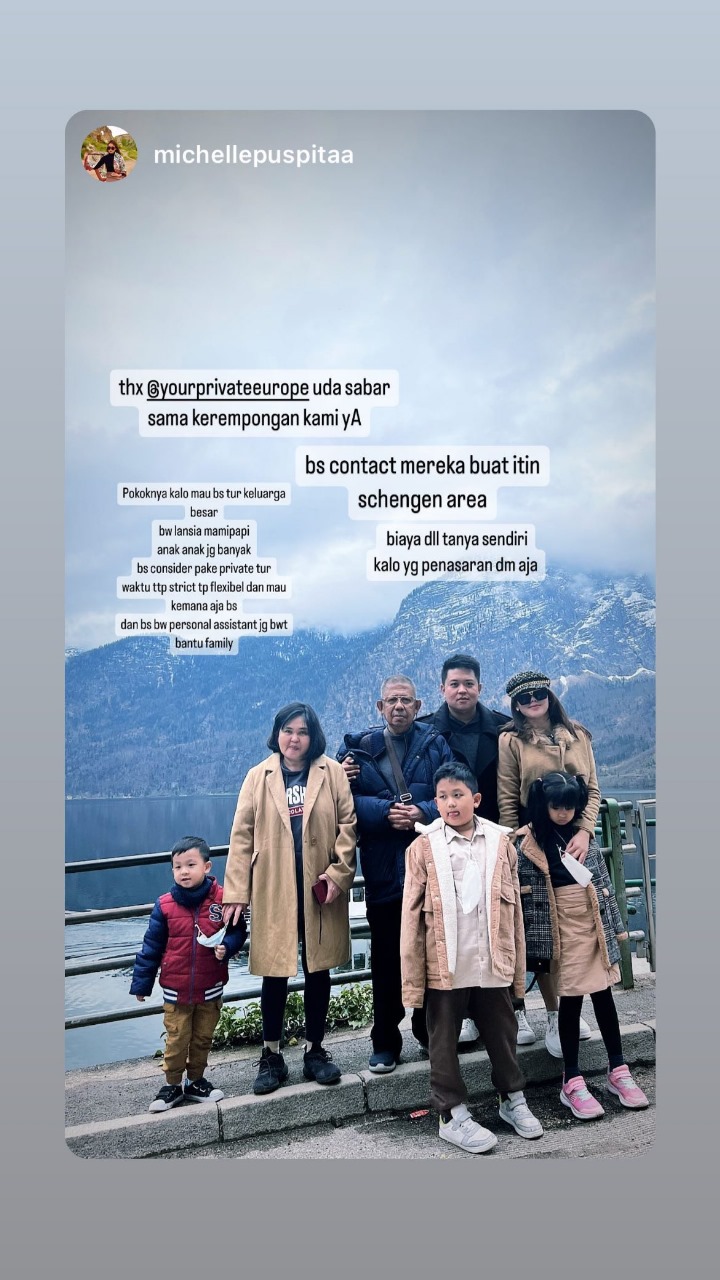 michellepuspitaa
thx @yourprivateeurope uda sabar
sama kerempongan kami yA
bs contact mereka buat itin
schengen area
Pokoknya kalo mau bs tur keluarga
besar
bw lansia mamipapi
anak anak jg banyak
bs consider pake private tur
waktu ttp strict tp flexibel dan mau
kemana aja bs
dan bs bw personal assistant jg bwt
bantu family
biaya dll tanya sendiri
kalo yg penasaran dm aja
S